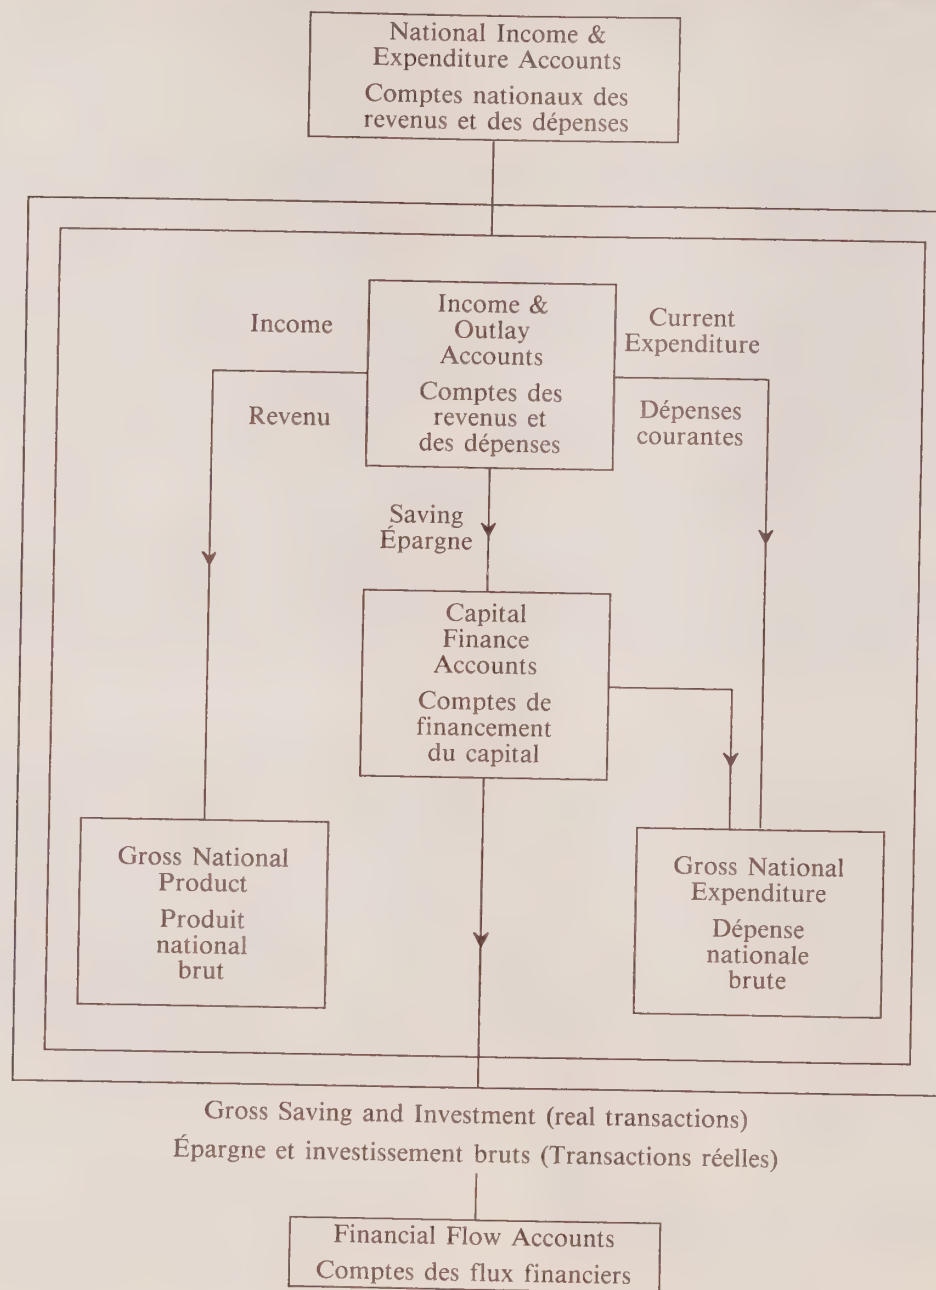 National Income &
Expenditure Accounts
Comptes nationaux des
revenus et des dépenses
Income
Revenu
Income &
Outlay
Accounts
Comptes des
revenus et
des dépenses
Current
Expenditure
Dépenses
courantes
Saving
Épargne
Capital
Finance
Accounts
Comptes de
financement
du capital
Gross National
Product
Produit
national
brut
Gross National
Expenditure
Dépense
nationale
brute
Gross Saving and Investment (real transactions)
Épargne et investissement bruts (Transactions réelles)
Financial Flow Accounts
Comptes des flux financiers